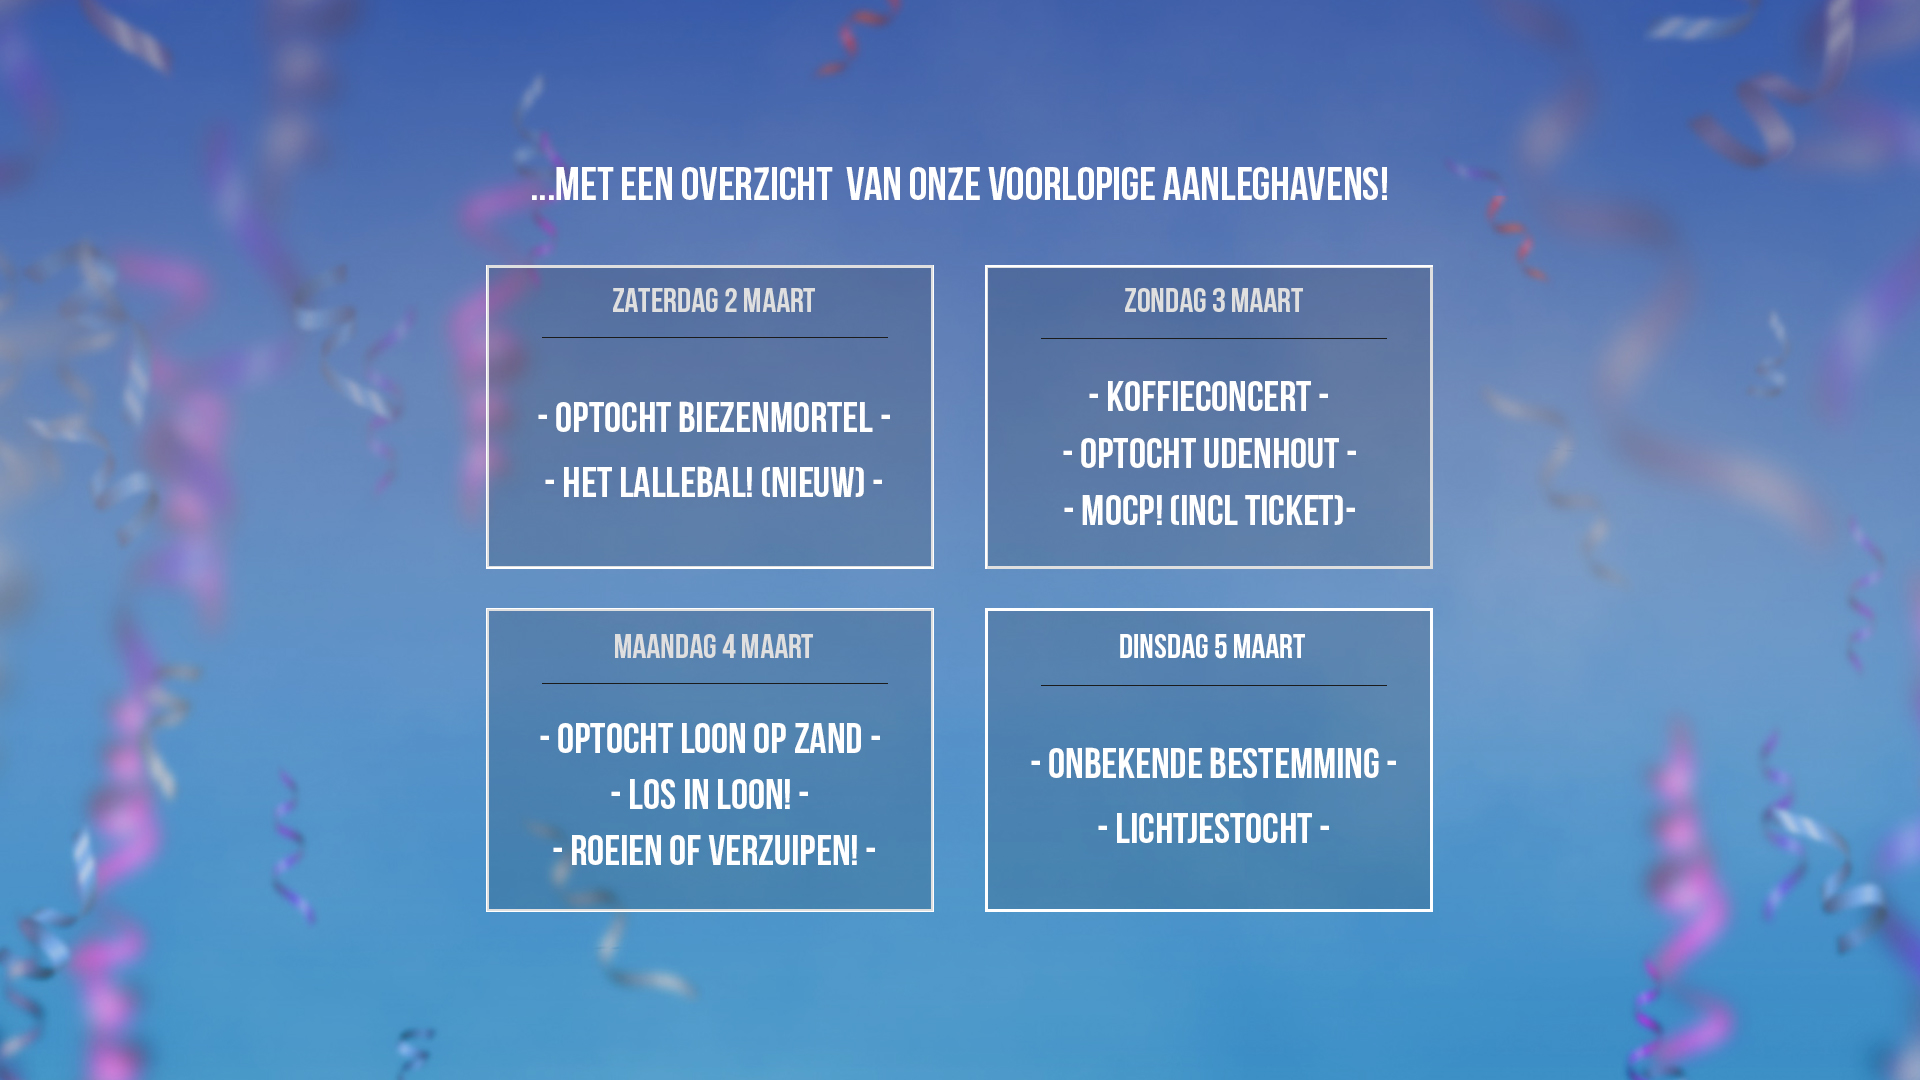 ...MET EEN OVERZICHT VAN ONZE VOORLOPIGE AANLEGHAVENS!
ZATERDAG 2 MAART
- OPTOCHT BIEZENMORTEL -
- HET LALLEBAL! (NIEUW) -
ZONDAG 3 MAART
- KOFFIECONCERT -
- OPTOCHT UDENHOUT -
- MOCP! (INCL TICKET)-
MAANDAG 4 MAART
- OPTOCHT LOON OP ZAND -
- LOS IN LOON! -
- ROEIEN OF VERZUIPEN! -
DINSDAG 5 MAART
- ONBEKENDE BESTEMMING -
- LICHTJESTOCHT -